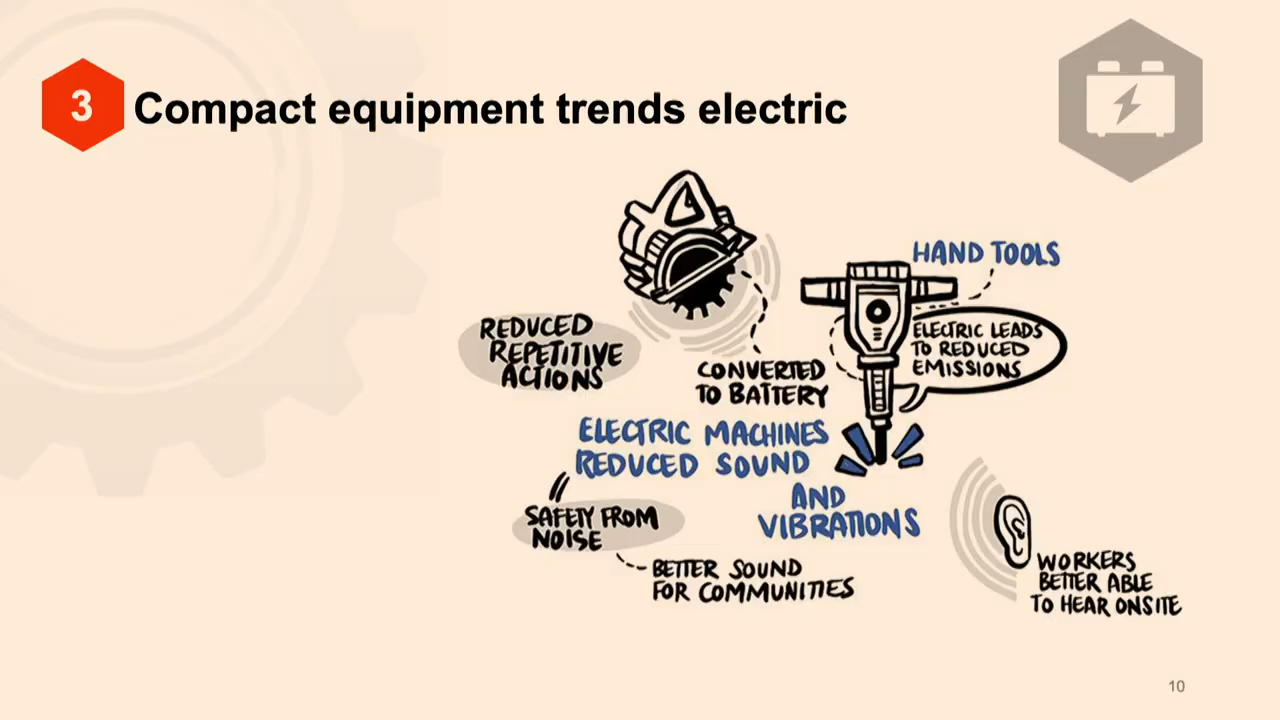 3
Compact equipment trends electric
HAND TOOLS
ELECTRIC LEADS
TO REDUCED
EMISSIONS
REDUCED
REPETITIVE
ACTIONS
CONVERTED
TO BATTERY
ELECTRIC MACHINES
REDUCED SOUND
AND
VIBRATIONS
SAFETY FROM
NOISE
BETTER SOUND
FOR COMMUNITIES
WORKERS
BETTER ABLE
TO HEAR ONSITE
10